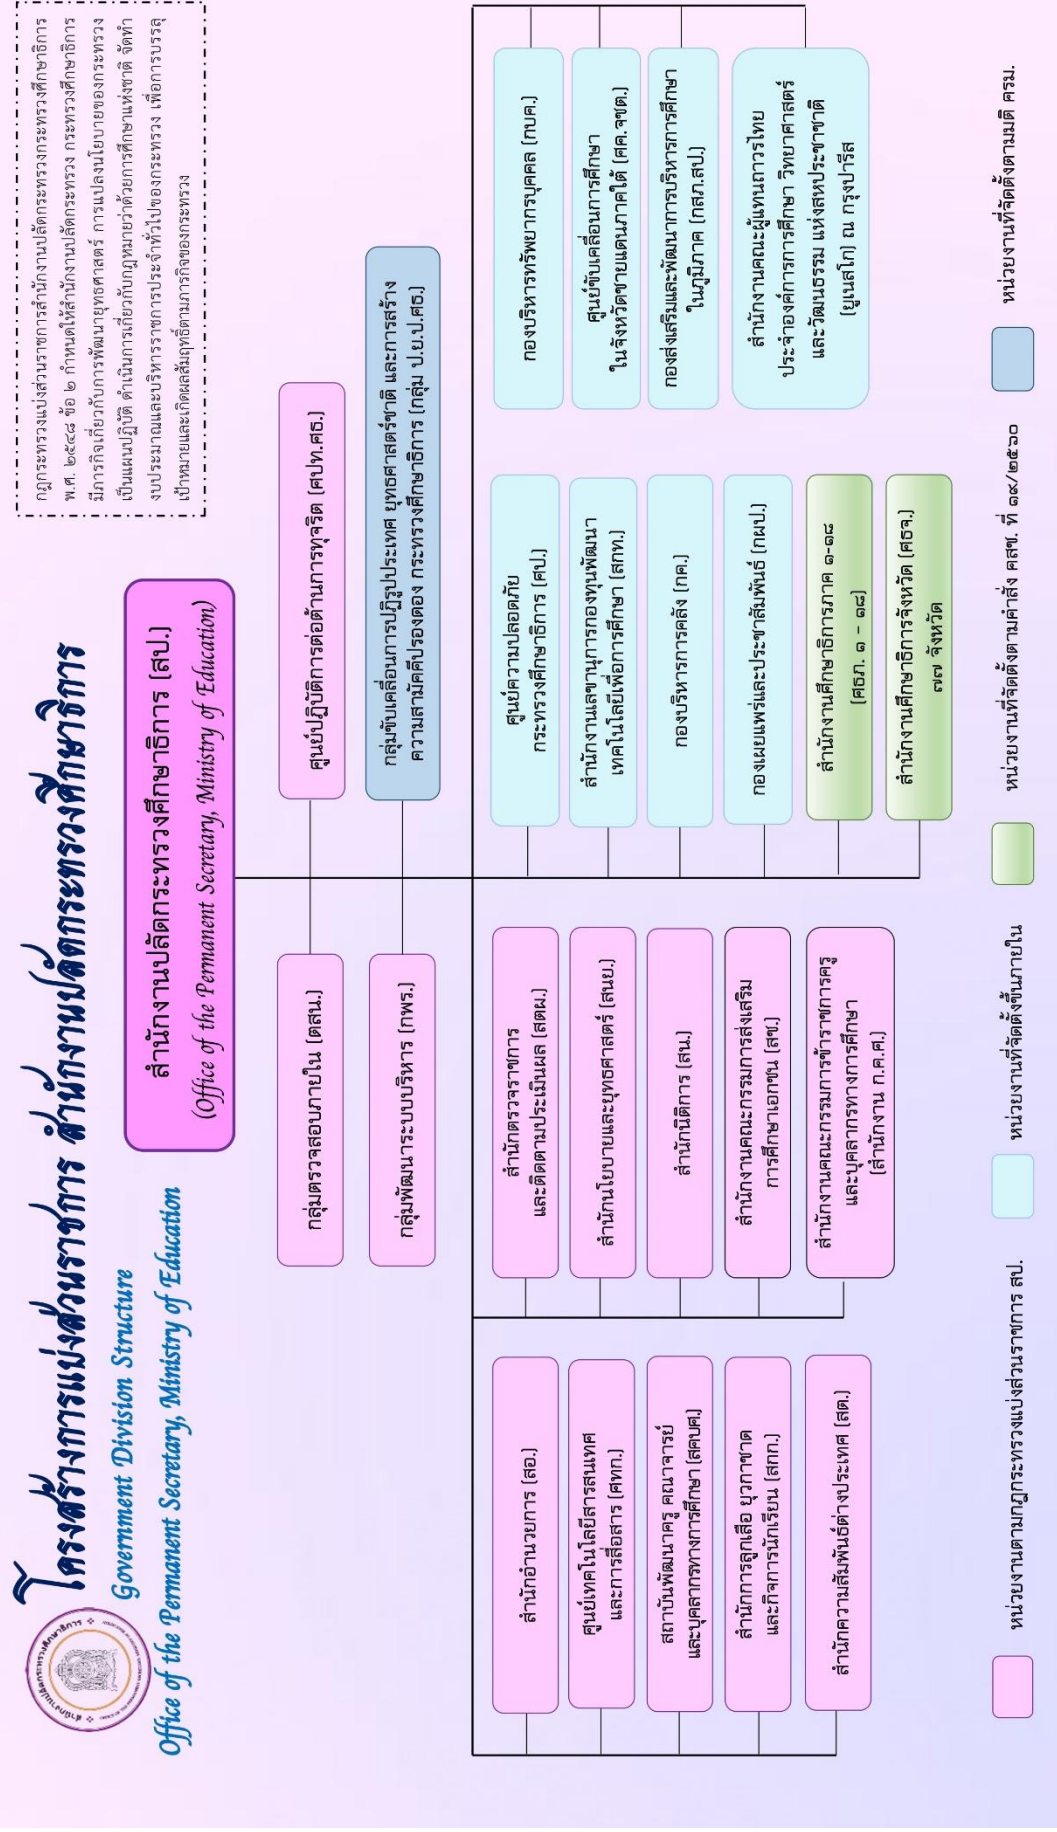 โครงสร้างการแบ่งส่วนราชการ สำนักงานปลัดกระทรวงศึกษาธิการ
Government Division Structure
Office of the Permanent Secretary, Ministry of Education
กฎกระทรวงแบ่งส่วนราชการสำนักงานปลัดกระทรวงกระทรวงศึกษาธิการ
พ.ศ. ๒๕๔๘ ข้อ ๒ กำหนดให้สำนักงานปลัดกระทรวง กระทรวงศึกษาธิการ
มีภารกิจเกี่ยวกับการพัฒนายุทธศาสตร์ การแปลงนโยบายของกระทรวง
เป็นแผนปฏิบัติ ดำเนินการเกี่ยวกับกฎหมายว่าด้วยการศึกษาแห่งชาติ จัดทำ
งบประมาณและบริหารราชการประจำทั่วไปของกระทรวง เพื่อการบรรลุ
เป้าหมายและเกิดผลสัมฤทธิ์ตามภารกิจของกระทรวง
สำนักงานปลัดกระทรวงศึกษาธิการ (สป.)
(Office of the Permanent Secretary, Ministry of Education)
กลุ่มตรวจสอบภายใน (ตสน.)
ศูนย์ปฏิบัติการต่อต้านการทุจริต (ศปท.ศธ.)
กลุ่มพัฒนาระบบบริหาร (กพร.)
กลุ่มขับเคลื่อนการปฏิรูปประเทศ ยุทธศาสตร์ชาติ และการสร้าง
ความสามัคคีปรองดอง กระทรวงศึกษาธิการ (กลุ่ม ป.ย.ป.ศธ.)
สำนักอำนวยการ (สอ.)
ศูนย์เทคโนโลยีสารสนเทศ
และการสื่อสาร (ศทก.)
สถาบันพัฒนาครู คณาจารย์
และบุคลากรทางการศึกษา (สคบศ.)
สำนักการลูกเสือ ยุวกาชาด
และกิจการนักเรียน (สกก.)
สำนักความสัมพันธ์ต่างประเทศ (สต.)
สำนักตรวจราชการ
และติดตามประเมินผล (สตผ.)
สำนักนโยบายและยุทธศาสตร์ (สนย.)
สำนักนิติการ (สน.)
สำนักงานคณะกรรมการส่งเสริม
การศึกษาเอกชน (สช.)
สำนักงานคณะกรรมการข้าราชการครู
และบุคลากรทางการศึกษา
(สำนักงาน ก.ค.ศ.)
ศูนย์ความปลอดภัย
กระทรวงศึกษาธิการ (ศป.)
สำนักงานเลขานุการกองทุนพัฒนา
เทคโนโลยีเพื่อการศึกษา (สกท.)
กองบริหารการคลัง (กค.)
กองเผยแพร่และประชาสัมพันธ์ (กผป.)
สำนักงานศึกษาธิการภาค ๑-๑๘
(ศธภ. ๑ - ๑๘)
สำนักงานศึกษาธิการจังหวัด (ศธจ.)
๗๗ จังหวัด
กองบริหารทรัพยากรบุคคล (กบค.)
ศูนย์ขับเคลื่อนการศึกษา
ในจังหวัดชายแดนภาคใต้ (ศค.จชต.)
กองส่งเสริมและพัฒนาการบริหารการศึกษา
ในภูมิภาค (กสภ.สป.)
สำนักงานคณะผู้แทนถาวรไทย
ประจำองค์การการศึกษา วิทยาศาสตร์
และวัฒนธรรม แห่งสหประชาชาติ
(ยูเนสโก) ณ กรุงปารีส
หน่วยงานตามกฎกระทรวงแบ่งส่วนราชการ สป.
หน่วยงานที่จัดตั้งขึ้นภายใน
หน่วยงานที่จัดตั้งตามคำสั่ง คสช. ที่ ๑๙/๒๕๖๐
หน่วยงานที่จัดตั้งตามมติ ครม.